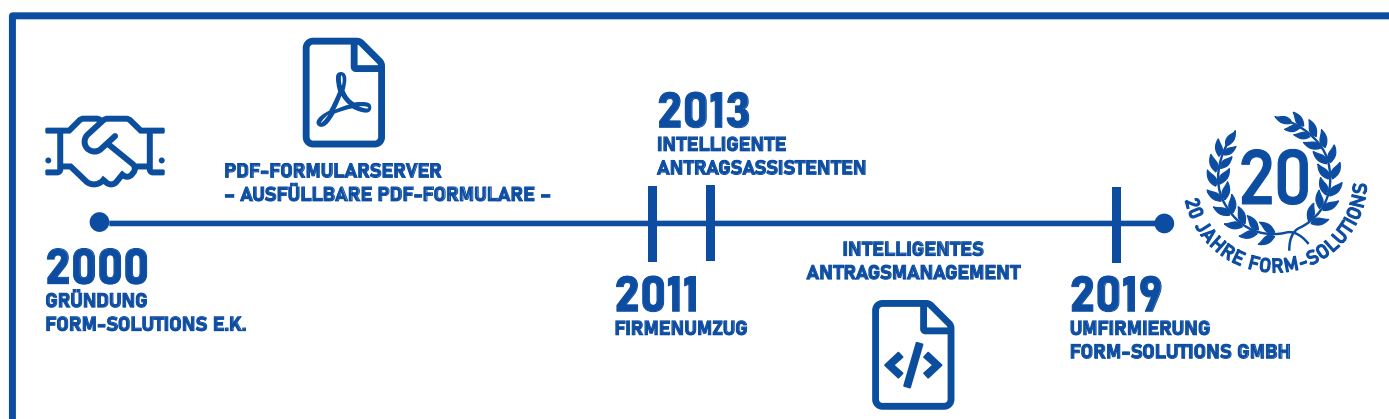 2000
GRÜNDUNG
FORM-SOLUTIONS E.K.
PDF-FORMULARSERVER
– AUSFÜLLBARE PDF-FORMULARE –
2011
FIRMENUMZUG
2013
INTELLIGENTE
ANTRAGSASSISTENTEN
INTELLIGENTES
ANTRAGSMANAGEMENT
</>
2019
UMFIRMIERUNG
FORM-SOLUTIONS GMBH
20
20 JAHRE FORM-SOLUTIONS